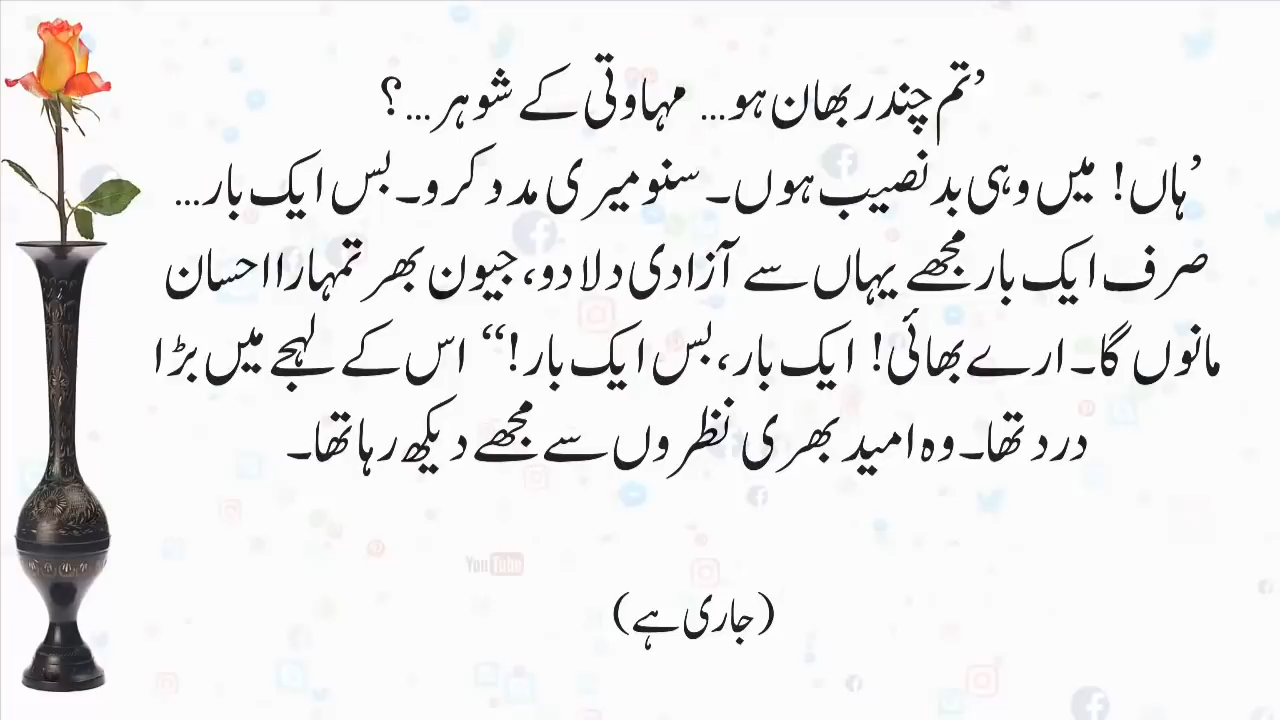 ’تم چندر بھان ہو... مہاوتی کے شوہر...؟
’ہاں! میں وہی بدنصیب ہوں۔ سنو میری مدد کرو۔ بس ایک بار...
صرف ایک بار مجھے یہاں سے آزادی دلا دو، جیون بھر تمہارا احسان
مانوں گا۔ ارے بھائی! ایک بار، بس ایک بار!“ اس کے لہجے میں بڑا
درد تھا۔ وہ امید بھری نظروں سے مجھے دیکھ رہا تھا۔
YouTube
(جاری ہے)